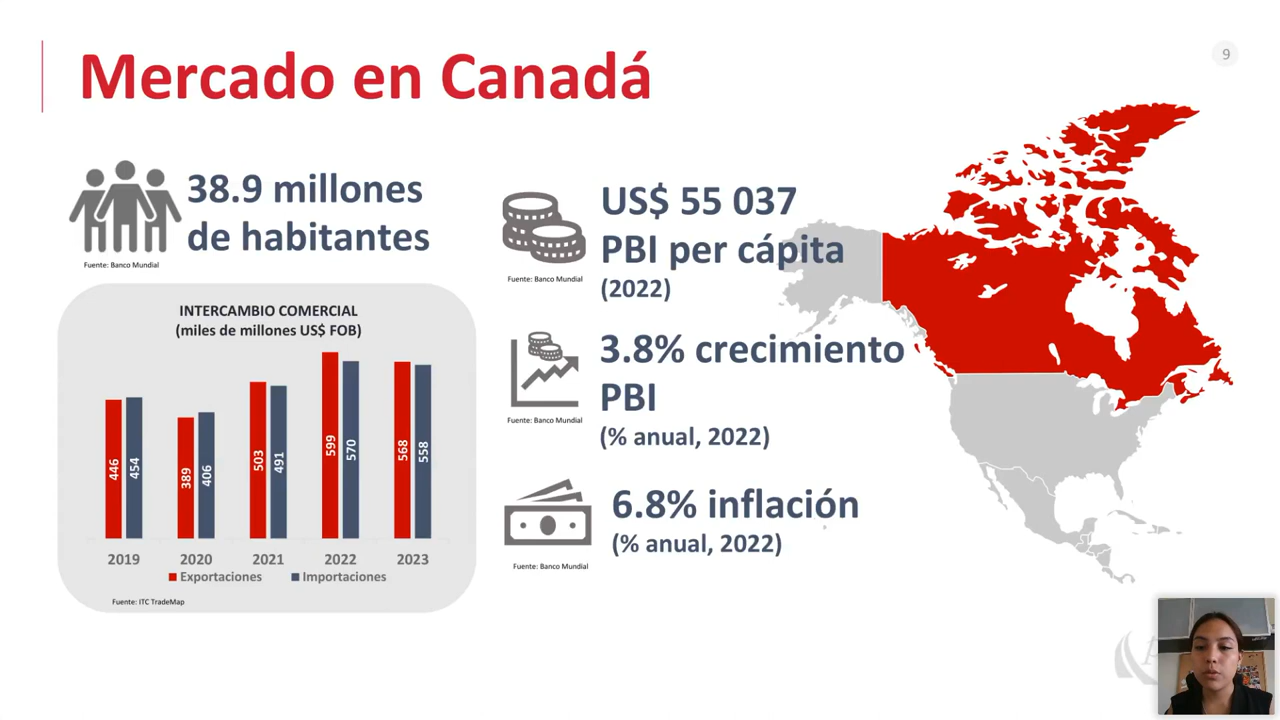 Mercado en Canadá
9
38.9 millones
de habitantes
Fuente: Banco Mundial
INTERCAMBIO COMERCIAL
(miles de millones US$ FOB)
446
454
389
406
503
491
599
570
568
558
2019
2020
2021
2022
2023
Exportaciones
Importaciones
Fuente: ITC TradeMap
US$ 55 037
PBI per cápita
(2022)
Fuente: Banco Mundial
3.8% crecimiento
PBI
(% anual, 2022)
Fuente: Banco Mundial
6.8% inflación
(% anual, 2022)
Fuente: Banco Mundial